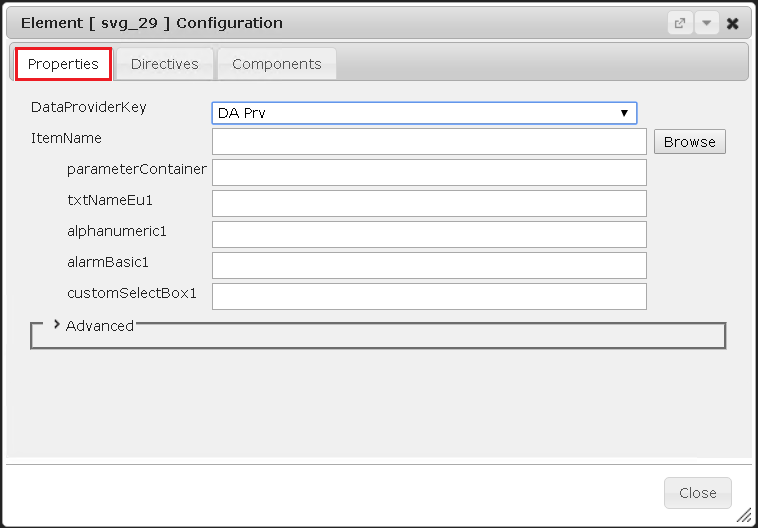 Element [ svg_29 ] Configuration
Properties Directives Components
DataProviderKey DA Prv
ItemName Browse
parameterContainer
txtNameEu1
alphanumeric1
alarmBasic1
customSelectBox1
Advanced
Close